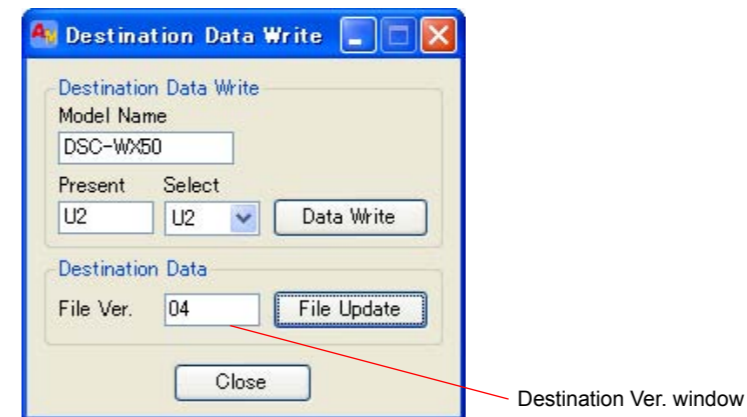 Destination Data Write
Destination Data Write
Model Name
DSC-WX50
Present Select
U2 U2 Data Write
Destination Data
File Ver. 04 File Update
Close
Destination Ver. window